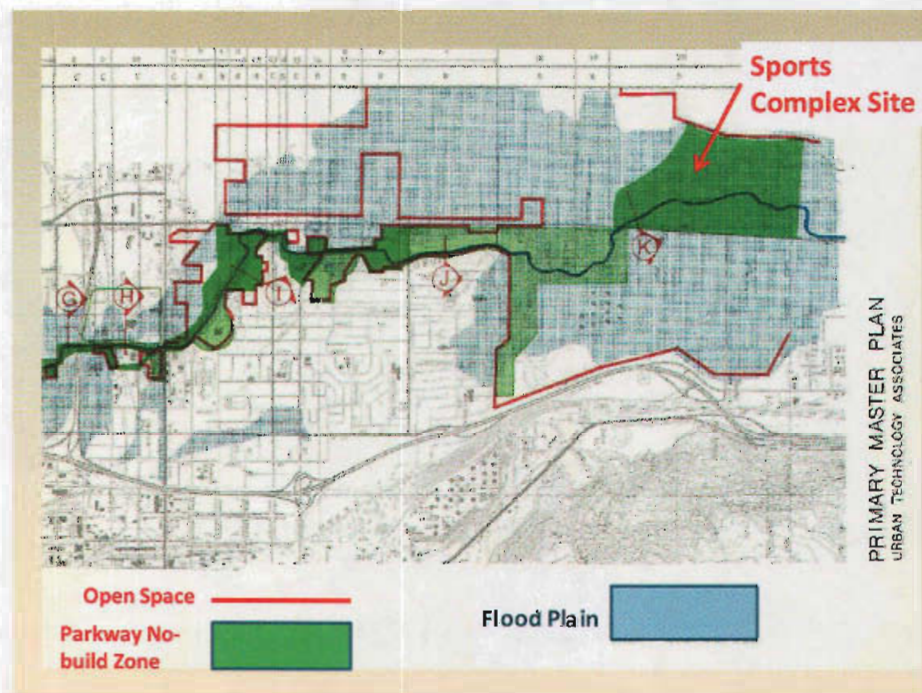 Sports
Complex Site
G
H
I
J
K
PRIMARY MASTER PLAN
URBAN TECHNOLOGY ASSOCIATES
Open Space
Parkway No-
build Zone
Flood Plain